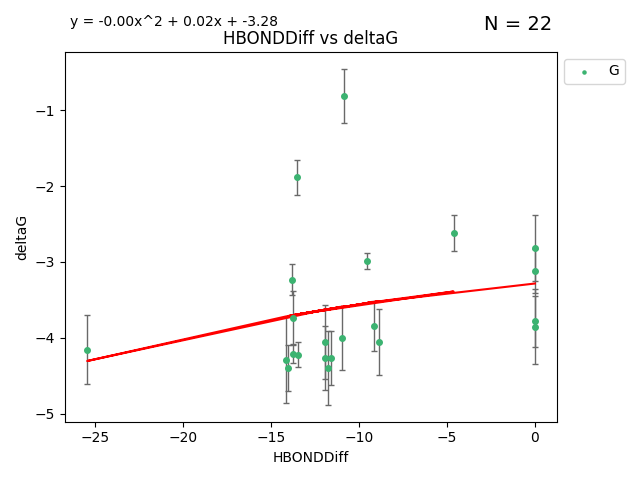 y = -0.00x^2 + 0.02x + -3.28
N = 22
HBONDDiff vs deltaG
G
−1
−2
−3
−4
−5
deltaG
−25
−20
−15
−10
−5
0
HBONDDiff